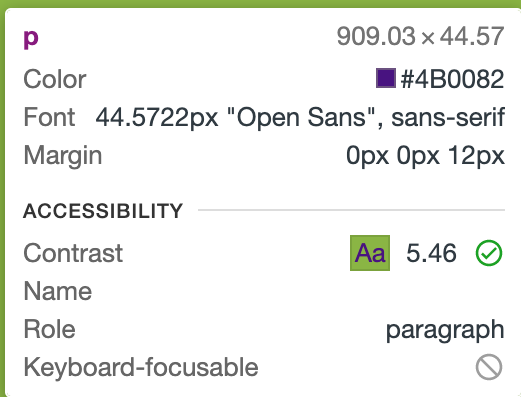 p 909.03 × 44.57
Color #4B0082
Font 44.5722px "Open Sans", sans-serif
Margin 0px 0px 12px
ACCESSIBILITY
Contrast Aa 5.46
Name
Role paragraph
Keyboard-focusable